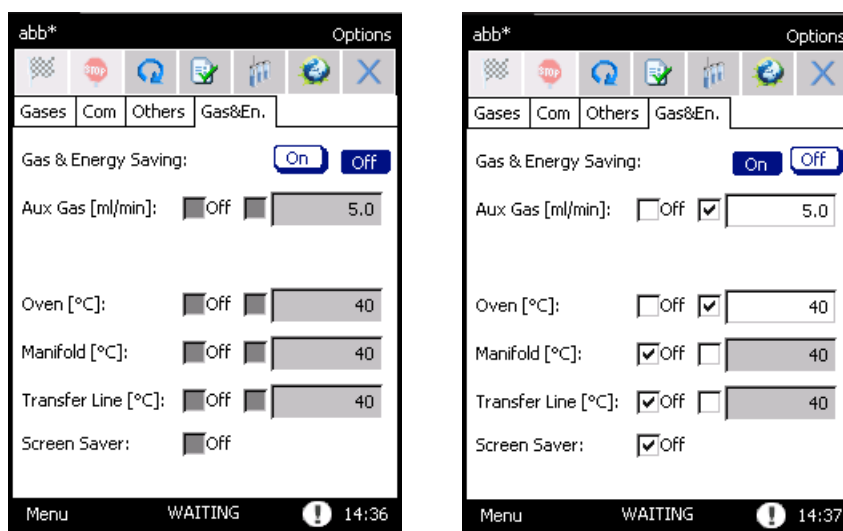 abb* Options
STOP
Gases Com Others Gas&En.
Gas & Energy Saving: On Off
Aux Gas [ml/min]: Off 5.0
Oven [°C]: Off 40
Manifold [°C]: Off 40
Transfer Line [°C]: Off 40
Screen Saver: Off
Menu WAITING 14:36
abb* Options
STOP
Gases Com Others Gas&En.
Gas & Energy Saving: On Off
Aux Gas [ml/min]: Off 5.0
Oven [°C]: Off 40
Manifold [°C]: Off 40
Transfer Line [°C]: Off 40
Screen Saver: Off
Menu WAITING 14:37